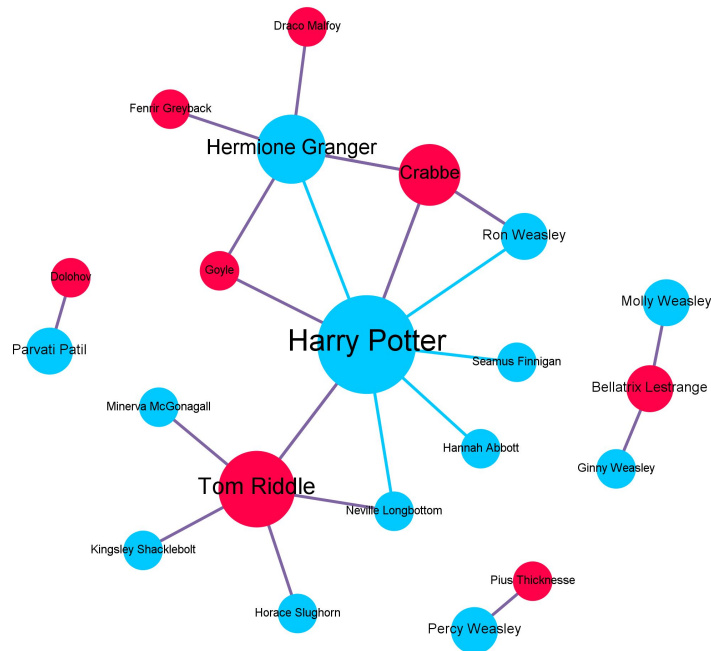 Draco Malfoy
Fenrir Greyback
Hermione Granger
Crabbe
Ron Weasley
Goyle
Dolohov
Molly Weasley
Harry Potter
Parvati Patil
Seamus Finnigan
Bellatrix Lestrange
Minerva McGonagall
Hannah Abbott
Ginny Weasley
Tom Riddle
Neville Longbottom
Kingsley Shacklebolt
Pius Thicknesse
Horace Slughorn
Percy Weasley